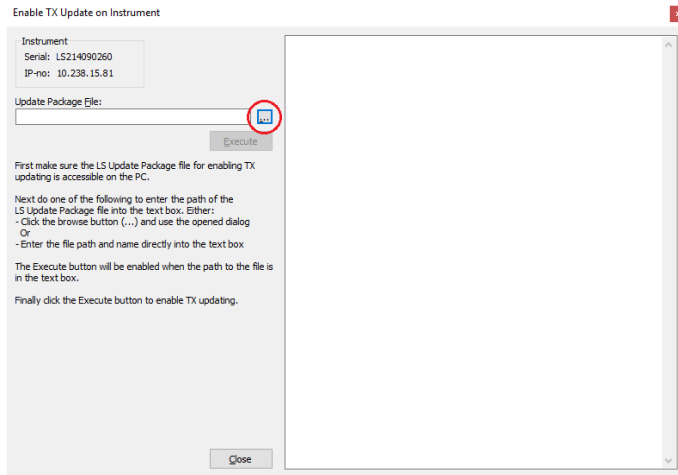 Enable TX Update on Instrument
x
Instrument
Serial: LS214090260
IP-no: 10.238.15.81
Update Package File:
...
Execute
First make sure the LS Update Package file for enabling TX
updating is accessible on the PC.
Next do one of the following to enter the path of the
LS Update Package file into the text box. Either:
- Click the browse button (...) and use the opened dialog
Or
- Enter the file path and name directly into the text box
The Execute button will be enabled when the path to the file is
in the text box.
Finally click the Execute button to enable TX updating.
Close